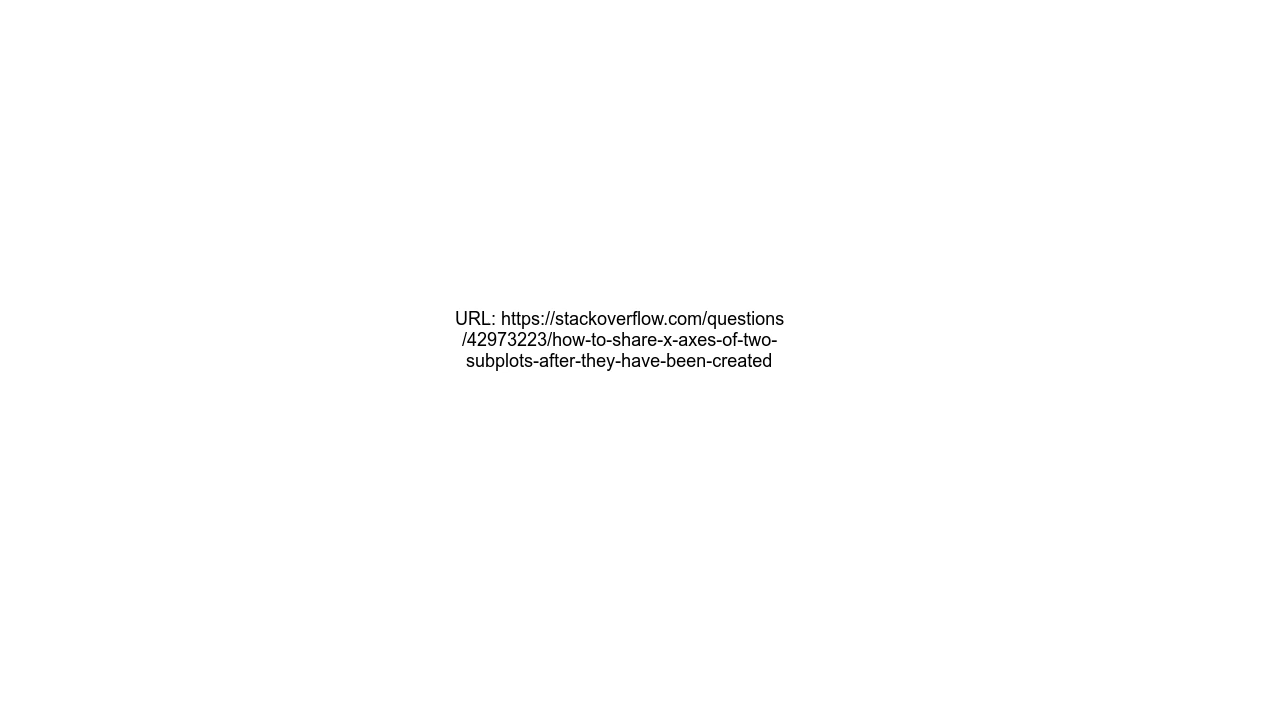 URL: https://stackoverflow.com/questions
/42973223/how-to-share-x-axes-of-two-
subplots-after-they-have-been-created